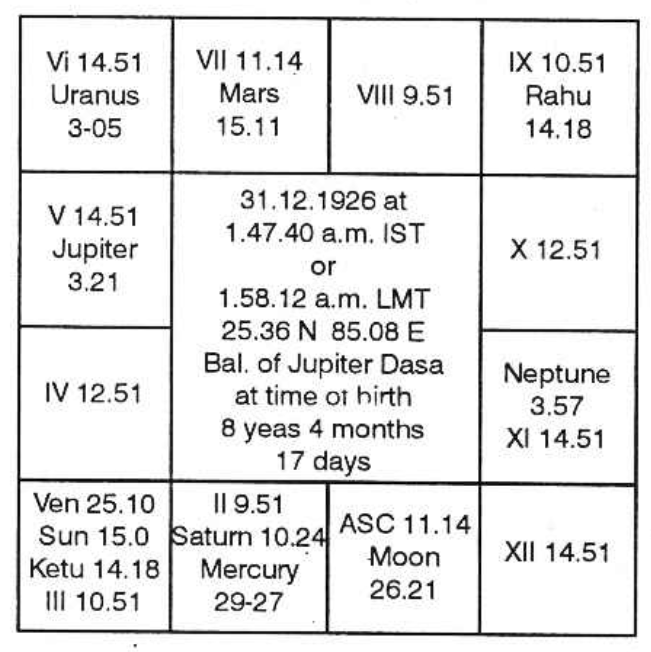 Vi 14.51
Uranus
3-05
VII 11.14
Mars
15.11
VIII 9.51
IX 10.51
Rahu
14.18
V 14.51
Jupiter
3.21
31.12.1926 at
1.47.40 a.m. IST
or
1.58.12 a.m. LMT
25.36 N 85.08 E
Bal. of Jupiter Dasa
at time of birth
8 yeas 4 months
17 days
X 12.51
IV 12.51
Neptune
3.57
XI 14.51
Ven 25.10
Sun 15.0
Ketu 14.18
III 10.51
II 9.51
Saturn 10.24
Mercury
29-27
ASC 11.14
Moon
26.21
XII 14.51